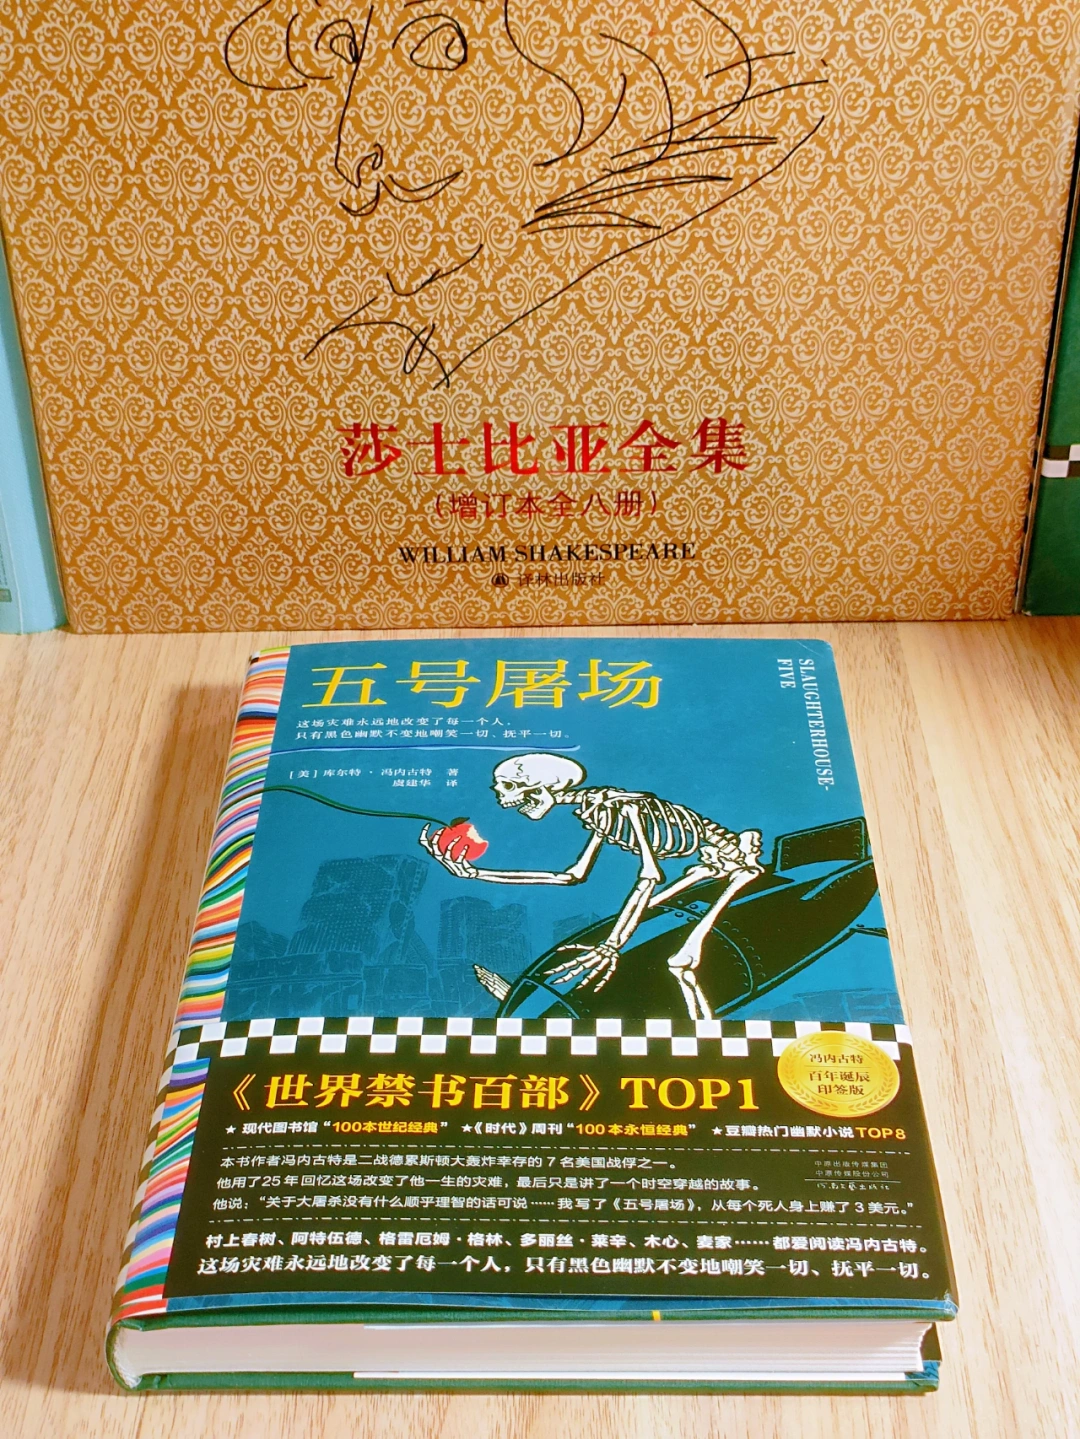 莎士比亚全集
（增订本全八册）
WILLIAM SHAKESPEARE
译林出版社
五号屠场
SLAUGHTERHOUSE-
FIVE
这场灾难永远地改变了每一个人，
只有黑色幽默不变地嘲笑一切、抚平一切。
［美］库尔特·冯内古特 著
虞建华 译
《世界禁书百部》TOP1
冯内古特
百年诞辰
印签版
★ 现代图书馆“100本世纪经典” ★《时代》周刊“100本永恒经典” ★豆瓣热门幽默小说TOP8
本书作者冯内古特是二战德累斯顿大轰炸幸存的7名美国战俘之一。
他用了25年回忆这场改变了他一生的灾难，最后只是讲了一个时空穿越的故事。
他说：“关于大屠杀没有什么顺乎理智的话可说……我写了《五号屠场》，从每个死人身上赚了3美元。”
中原出版传媒集团
中原传媒股份公司
河南文艺出版社
村上春树、阿特伍德、格雷厄姆·格林、多丽丝·莱辛、木心、麦家……都爱阅读冯内古特。
这场灾难永远地改变了每一个人，只有黑色幽默不变地嘲笑一切、抚平一切。